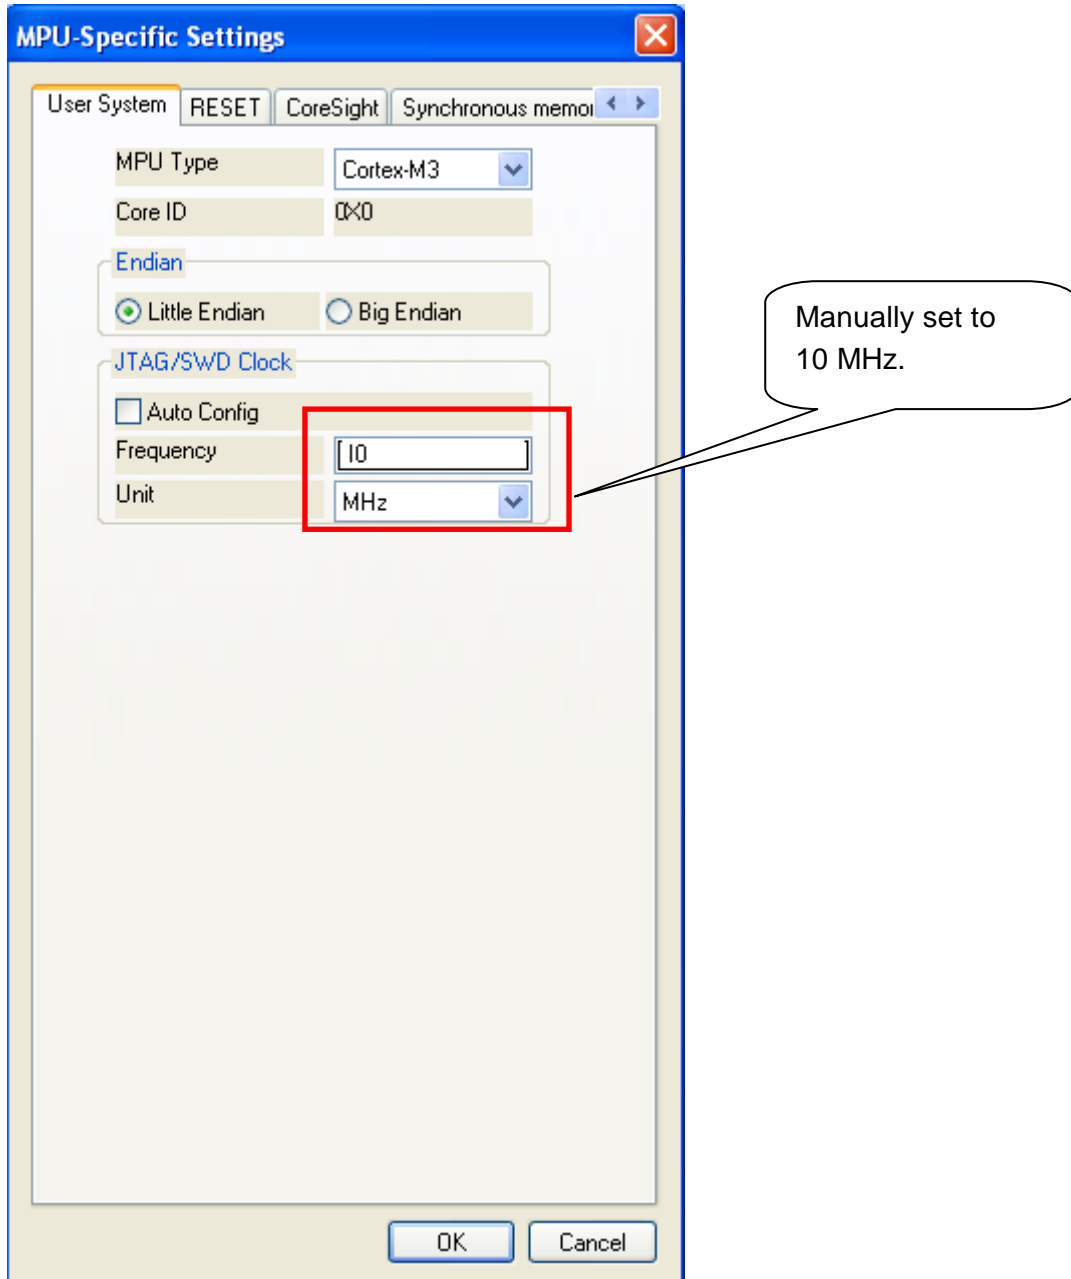 MPU-Specific Settings
User System RESET CoreSight Synchronous memor
MPU Type Cortex-M3
Core ID 0X0
Endian
Little Endian Big Endian
JTAG/SWD Clock
Auto Config
Frequency [ 10 ]
Unit MHz
Manually set to
10 MHz.
OK Cancel